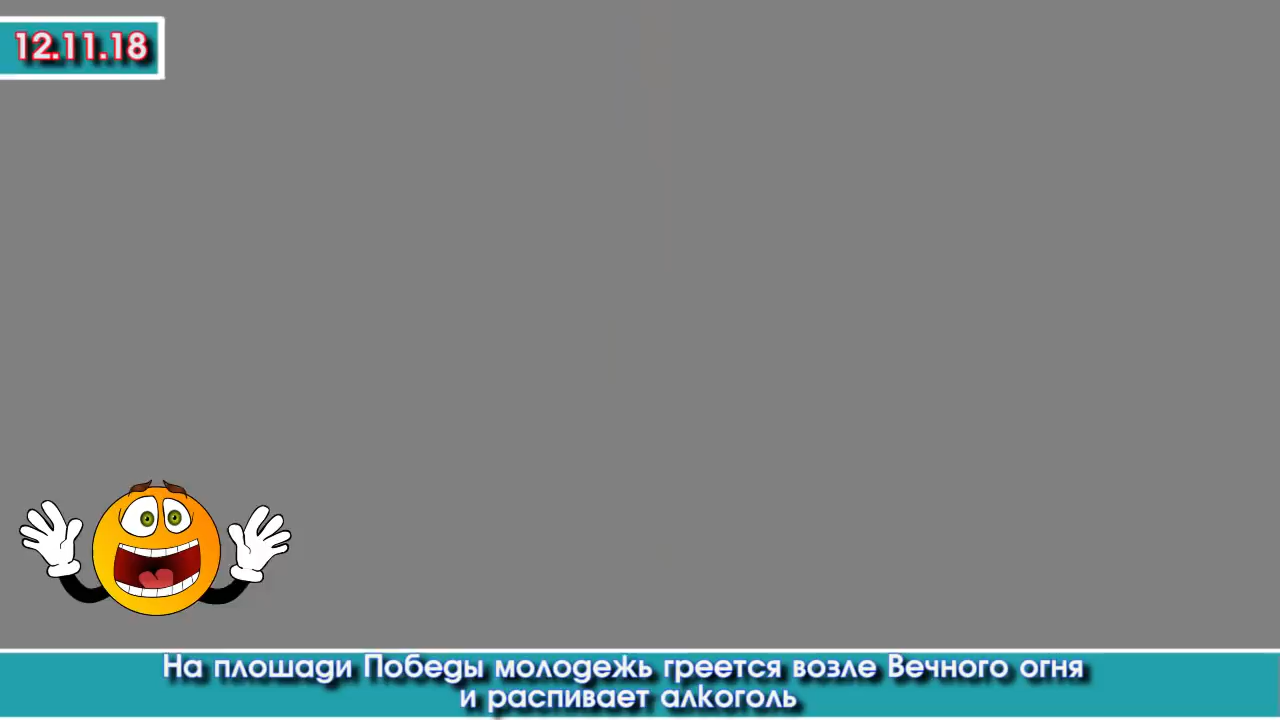 12.11.18
На площади Победы молодежь греется возле Вечного огня
и распивает алкоголь